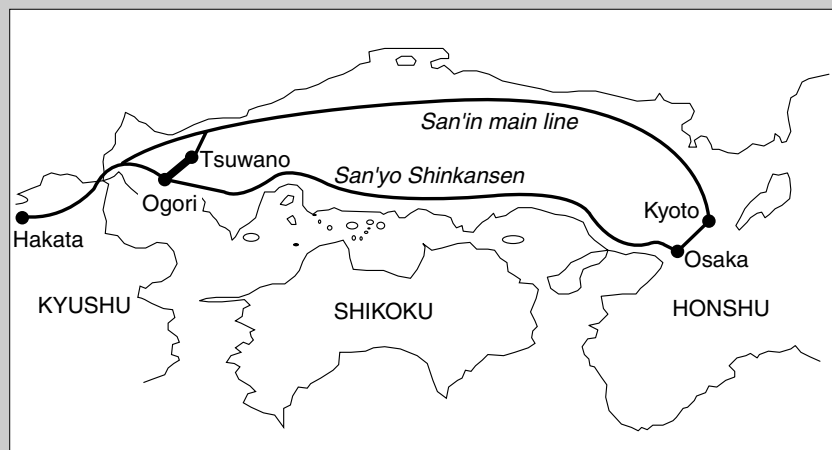 San'in main line
Tsuwano
San'yo Shinkansen
Ogori
Kyoto
Hakata
Osaka
KYUSHU
SHIKOKU
HONSHU